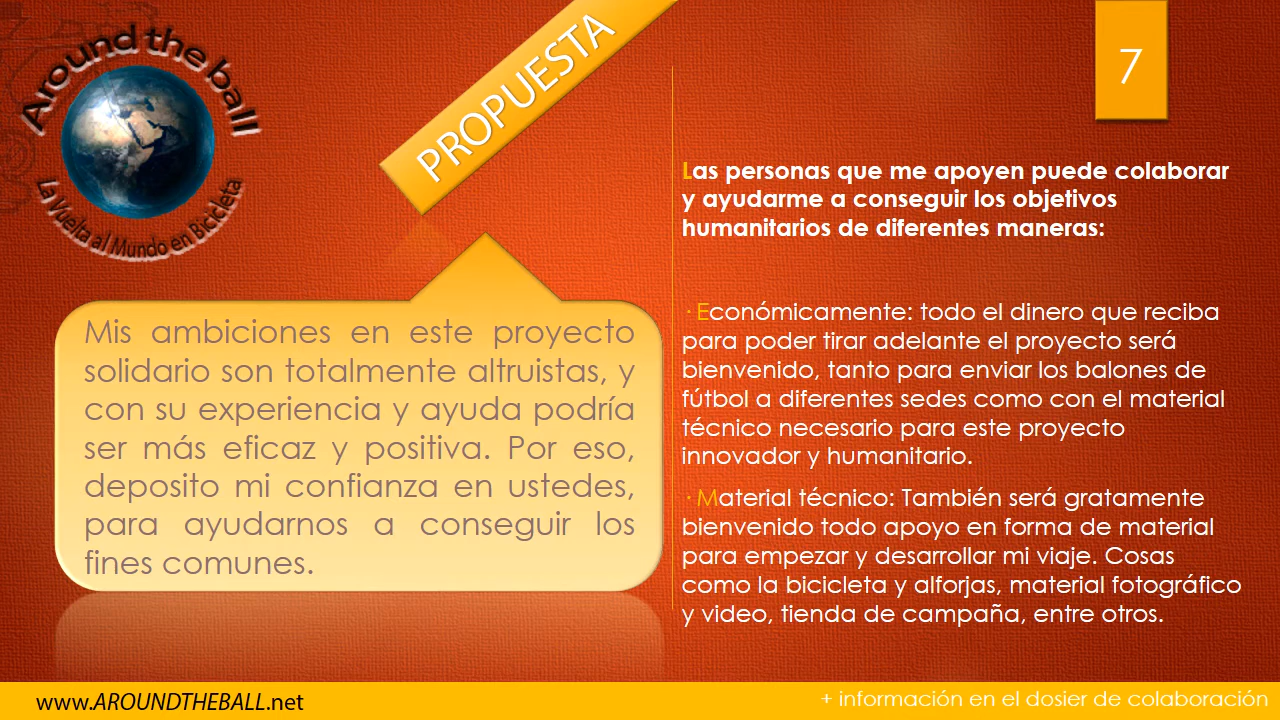 Around the ball
La Vuelta al Mundo en Bicicleta
PROPUESTA
7
Mis ambiciones en este proyecto
solidario son totalmente altruistas, y
con su experiencia y ayuda podría
ser más eficaz y positiva. Por eso,
deposito mi confianza en ustedes,
para ayudarnos a conseguir los
fines comunes.
Las personas que me apoyen puede colaborar
y ayudarme a conseguir los objetivos
humanitarios de diferentes maneras:
· Económicamente: todo el dinero que reciba
para poder tirar adelante el proyecto será
bienvenido, tanto para enviar los balones de
fútbol a diferentes sedes como con el material
técnico necesario para este proyecto
innovador y humanitario.
· Material técnico: También será gratamente
bienvenido todo apoyo en forma de material
para empezar y desarrollar mi viaje. Cosas
como la bicicleta y alforjas, material fotográfico
y video, tienda de campaña, entre otros.
www.AROUNDTHEBALL.net
+ información en el dosier de colaboración